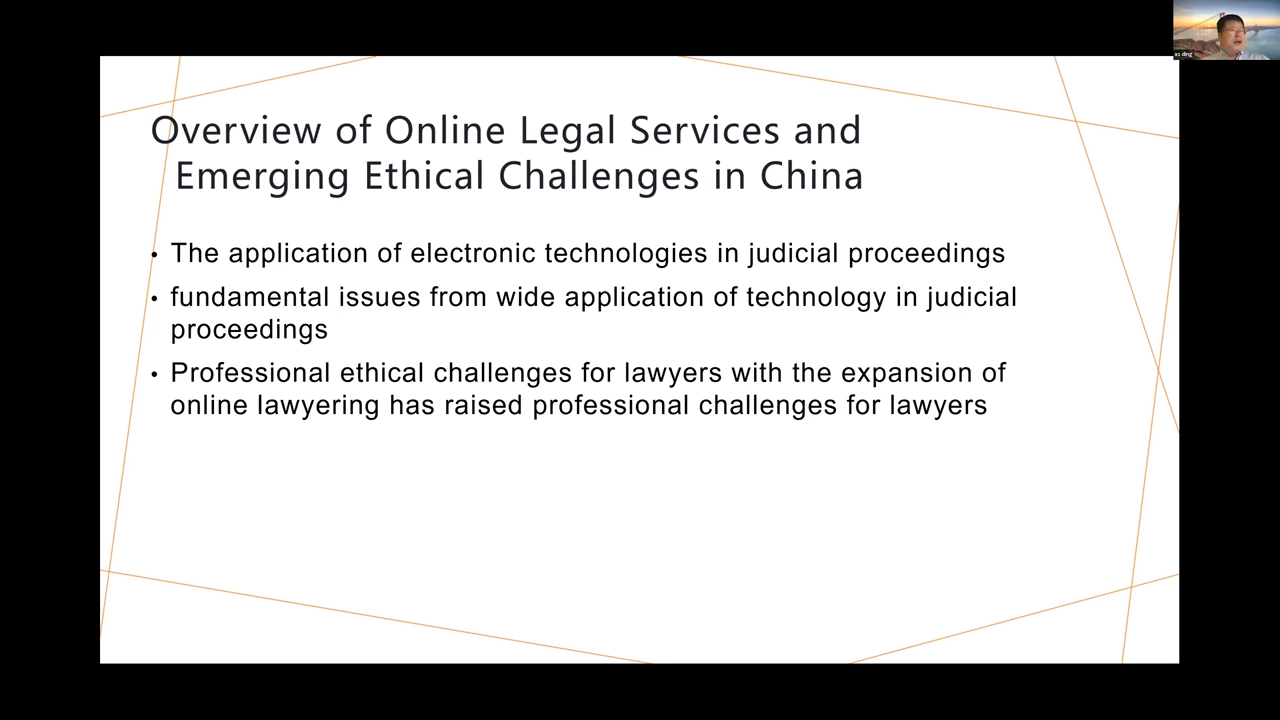 Overview of Online Legal Services and
Emerging Ethical Challenges in China
• The application of electronic technologies in judicial proceedings
• fundamental issues from wide application of technology in judicial
proceedings
• Professional ethical challenges for lawyers with the expansion of
online lawyering has raised professional challenges for lawyers